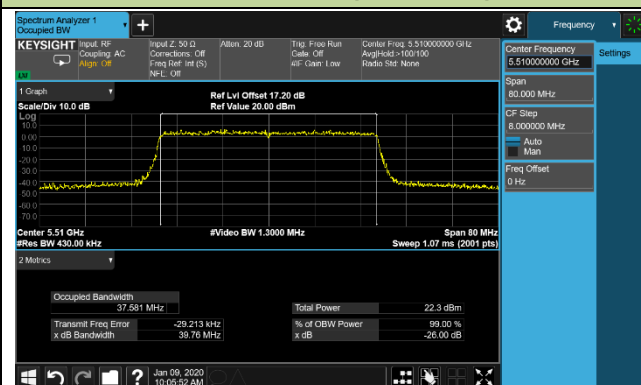 Spectrum Analyzer 1
Occupied BW
+
Frequency
KEYSIGHT
Input: RF
Coupling: AC
Align: Off
Input Z: 50 Ω
Corrections: Off
Freq Ref: Int (S)
NFE: Off
Atten: 20 dB
Trig: Free Run
Gate: Off
#IF Gain: Low
Center Freq: 5.510000000 GHz
Avg|Hold:>100/100
Radio Std: None
LXI
Center Frequency
5.510000000 GHz
Settings
Span
80.000 MHz
CF Step
8.000000 MHz
Auto
Man
Freq Offset
0 Hz
1 Graph
Scale/Div 10.0 dB
Ref Lvl Offset 17.20 dB
Ref Value 20.00 dBm
Log
10.0
0.00
-10.0
-20.0
-30.0
-40.0
-50.0
-60.0
-70.0
Center 5.51 GHz
#Res BW 430.00 kHz
#Video BW 1.3000 MHz
Span 80 MHz
Sweep 1.07 ms (2001 pts)
2 Metrics
Occupied Bandwidth
37.581 MHz
Total Power 22.3 dBm
Transmit Freq Error -29.213 kHz
% of OBW Power 99.00 %
x dB Bandwidth 39.76 MHz
x dB -26.00 dB
?
Jan 09, 2020
10:05:52 AM